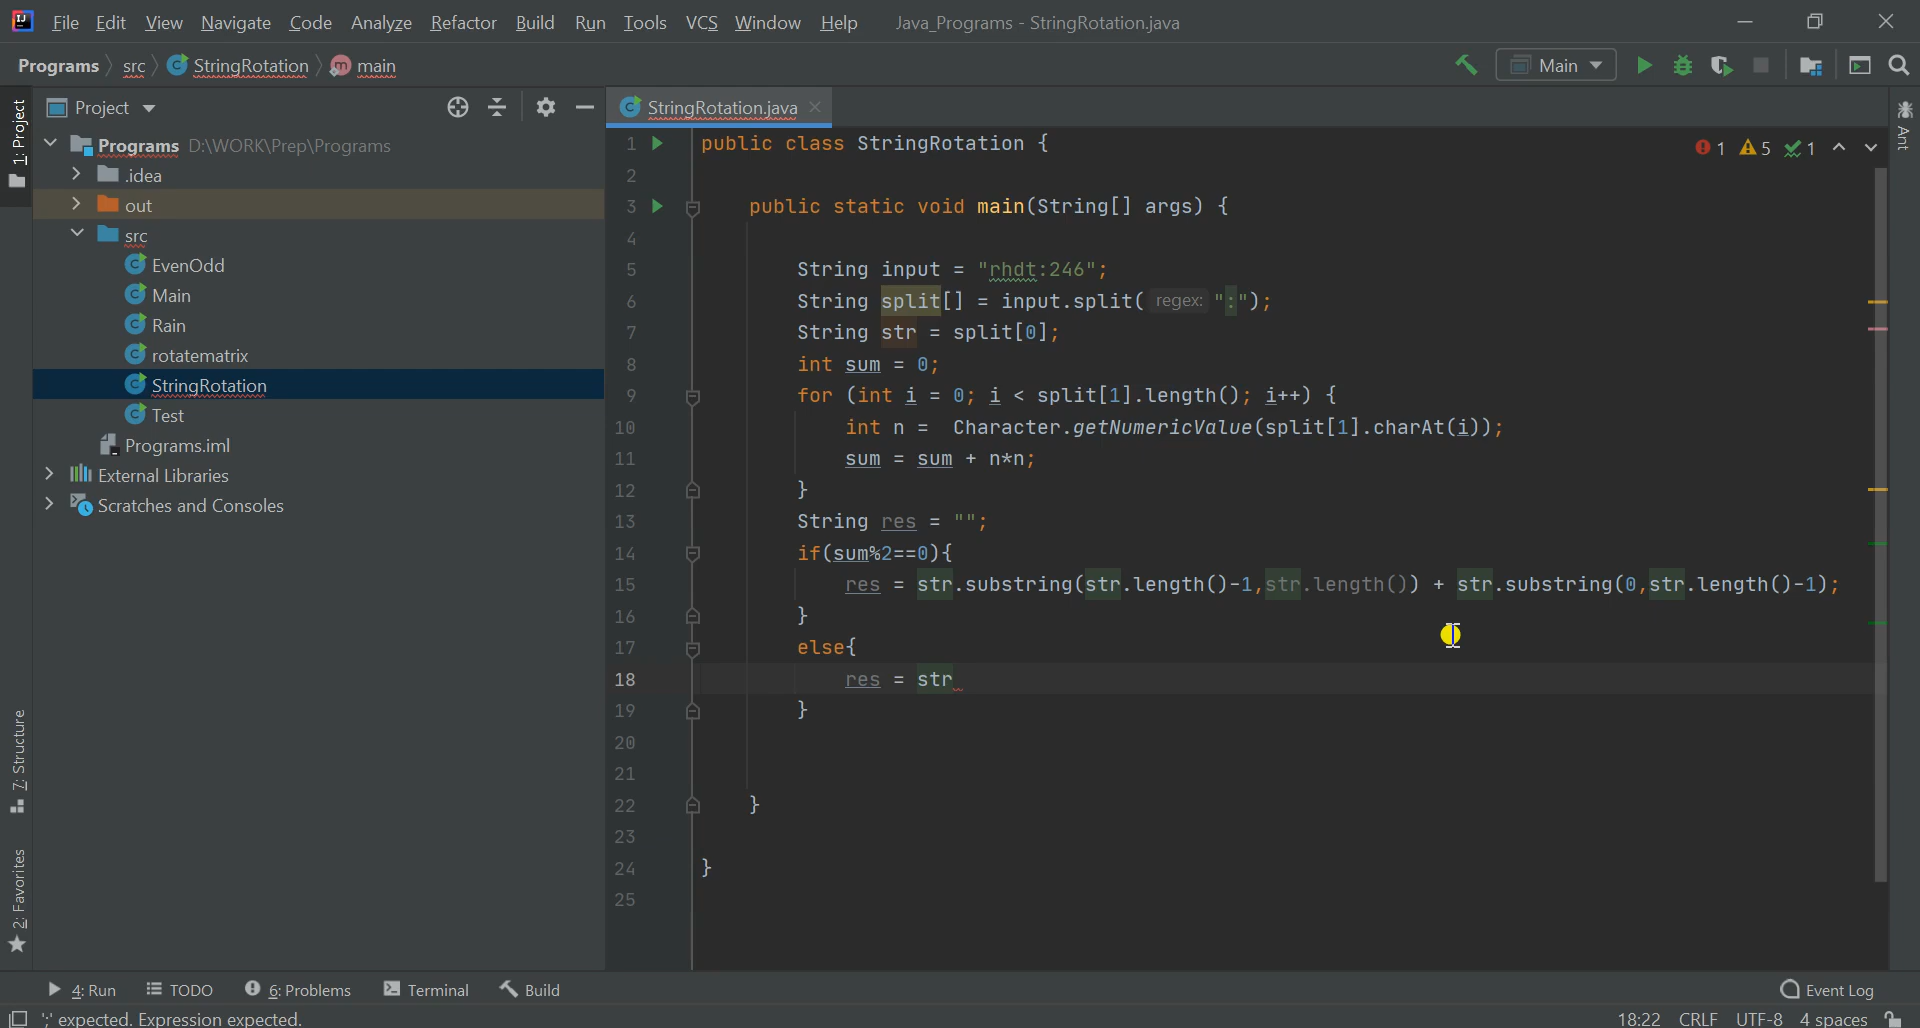 File Edit View Navigate Code Analyze Refactor Build Run Tools VCS Window Help Java_Programs - StringRotation.java
Programs src StringRotation main Main
1: Project
Project
Programs D:\WORK\Prep\Programs
.idea
out
src
EvenOdd
Main
Rain
rotatematrix
StringRotation
Test
Programs.iml
External Libraries
Scratches and Consoles
7: Structure
2: Favorites
StringRotation.java
1 public class StringRotation {
2
3 public static void main(String[] args) {
4
5 String input = "rhdt:246";
6 String split[] = input.split( regex: ":");
7 String str = split[0];
8 int sum = 0;
9 for (int i = 0; i < split[1].length(); i++) {
10 int n =  Character.getNumericValue(split[1].charAt(i));
11 sum = sum + n*n;
12 }
13 String res = "";
14 if(sum%2==0){
15 res = str.substring(str.length()-1,str.length()) + str.substring(0,str.length()-1);
16 }
17 else{
18 res = str
19 }
20
21
22 }
23
24 }
25
1 5 1
Ant
4: Run TODO 6: Problems Terminal Build Event Log
';' expected. Expression expected. 18:22 CRLF UTF-8 4 spaces